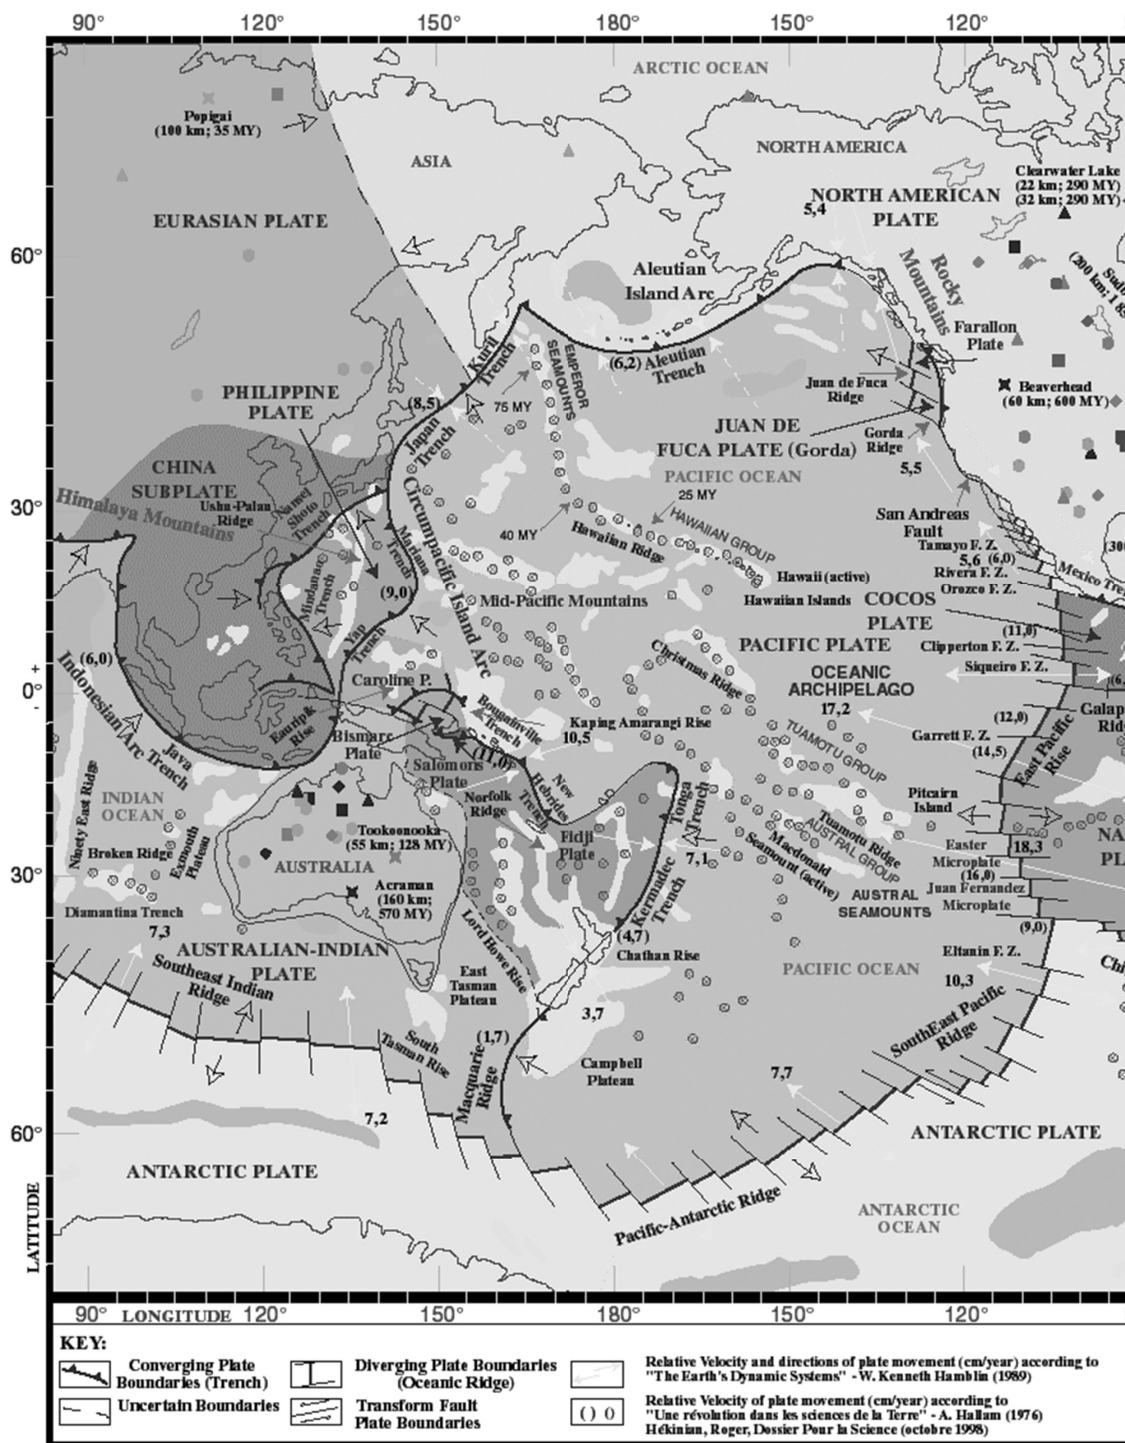 90° 120° 150° 180° 150° 120°
ARCTIC OCEAN
Popigai
(100 km; 35 MY)
ASIA
NORTH AMERICA
Clearwater Lake
(22 km; 290 MY)
(32 km; 290 MY)
NORTH AMERICAN
PLATE
5,4
EURASIAN PLATE
60°
Aleutian
Island Arc
Rocky
Mountains
(200 km; 1 85
Farallon
Plate
Kuril
Trench
EMPEROR
SEAMOUNTS
(6,2)
Aleutian
Trench
Juan de Fuca
Ridge
Beaverhead
(60 km; 600 MY)
PHILIPPINE
PLATE
(8,5)
75 MY
Japan
Trench
JUAN DE
FUCA PLATE (Gorda)
Gorda
Ridge
5,5
PACIFIC OCEAN
CHINA
SUBPLATE
Himalaya Mountains
30°
Ushu-Palau
Ridge
Nansei
Shoto
Trench
Circumpacific Island Arc
25 MY
HAWAIIAN GROUP
40 MY
Hawaiian Ridge
San Andreas
Fault
Tamayo F. Z.
5,6 (6,0)
Rivera F. Z.
Orozco F. Z.
(300
Mexico Tre
Mariana
Trench
Mindanao
Trench
(9,0)
Hawaii (active)
Hawaiian Islands
Mid-Pacific Mountains
COCOS
PLATE
(11,0)
Clipperton F. Z.
Siqueiro F. Z.
Yap
Trench
PACIFIC PLATE
Christmas Ridge
OCEANIC
ARCHIPELAGO
17,2
(6,0)
+
0°
-
Indonesian Arc
Java
Trench
Caroline P.
Eauripik
Rise
Bismarc
Plate
Bougainville
Trench
Kaping Amarangi Rise
10,5
(11,0)
Salomon
Plate
TUAMOTU GROUP
(12,0)
Garrett F. Z.
(14,5)
East Pacific
Rise
(6,
Galap
Rid
INDIAN
OCEAN
Ninety East Ridge
Norfolk
Ridge
New
Hebrides
Trench
Fidji
Plate
Tonga
Trench
Pitcairn
Island
Broken Ridge
Exmouth
Plateau
Tookoonooka
(55 km; 128 MY)
AUSTRALIA
7,1
Tuamotu Ridge
AUSTRAL GROUP
Macdonald
Seamount (active)
18,3
Easter
Microplate
(16,0)
NA
PL
30°
Acraman
(160 km;
570 MY)
Kermadec
Trench
AUSTRAL
SEAMOUNTS
Juan Fernandez
Microplate
(9,0)
Diamantina Trench
7,3
Lord Howe Rise
(4,7)
Chathan Rise
AUSTRALIAN-INDIAN
PLATE
Southeast Indian
Ridge
East
Tasman
Plateau
PACIFIC OCEAN
Eltanin F. Z.
10,3
Chi
3,7
South
Tasman Rise
(1,7)
Macquarie
Ridge
Campbell
Plateau
SouthEast Pacific
Ridge
7,7
7,2
60°
ANTARCTIC PLATE
ANTARCTIC PLATE
Pacific-Antarctic Ridge
ANTARCTIC
OCEAN
LATITUDE
90° LONGITUDE 120° 150° 180° 150° 120°
KEY:
Converging Plate
Boundaries (Trench)
Diverging Plate Boundaries
(Oceanic Ridge)
Relative Velocity and directions of plate movement (cm/year) according to
"The Earth's Dynamic Systems" - W. Kenneth Hamblin (1989)
Uncertain Boundaries
Transform Fault
Plate Boundaries
( ) ()
Relative Velocity of plate movement (cm/year) according to
"Une révolution dans les sciences de la Terre" - A. Hallam (1976)
Hékinian, Roger, Dossier Pour la Science (octobre 1998)